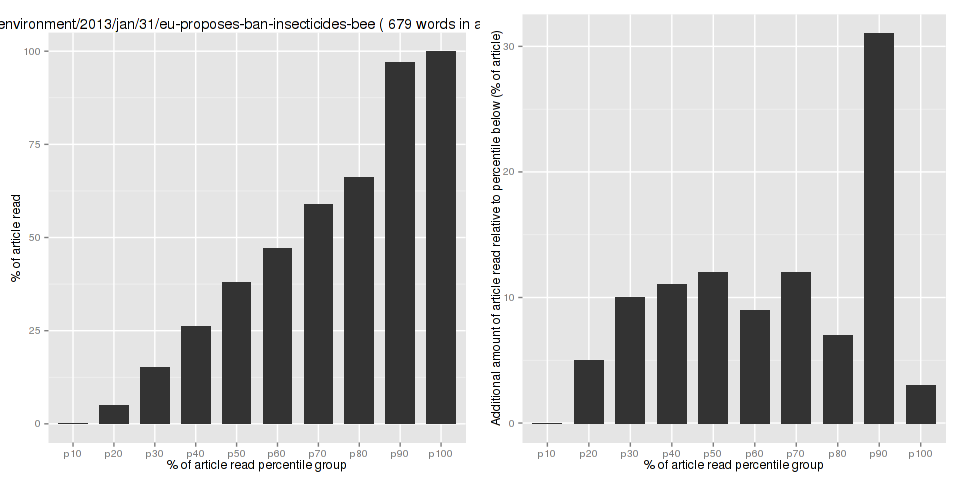 environment/2013/jan/31/eu-proposes-ban-insecticides-bee ( 679 words in a
% of article read
100
75
50
25
0
p10 p20 p30 p40 p50 p60 p70 p80 p90 p100
% of article read percentile group
Additional amount of article read relative to percentile below (% of article)
30
20
10
0
p10 p20 p30 p40 p50 p60 p70 p80 p90 p100
% of article read percentile group